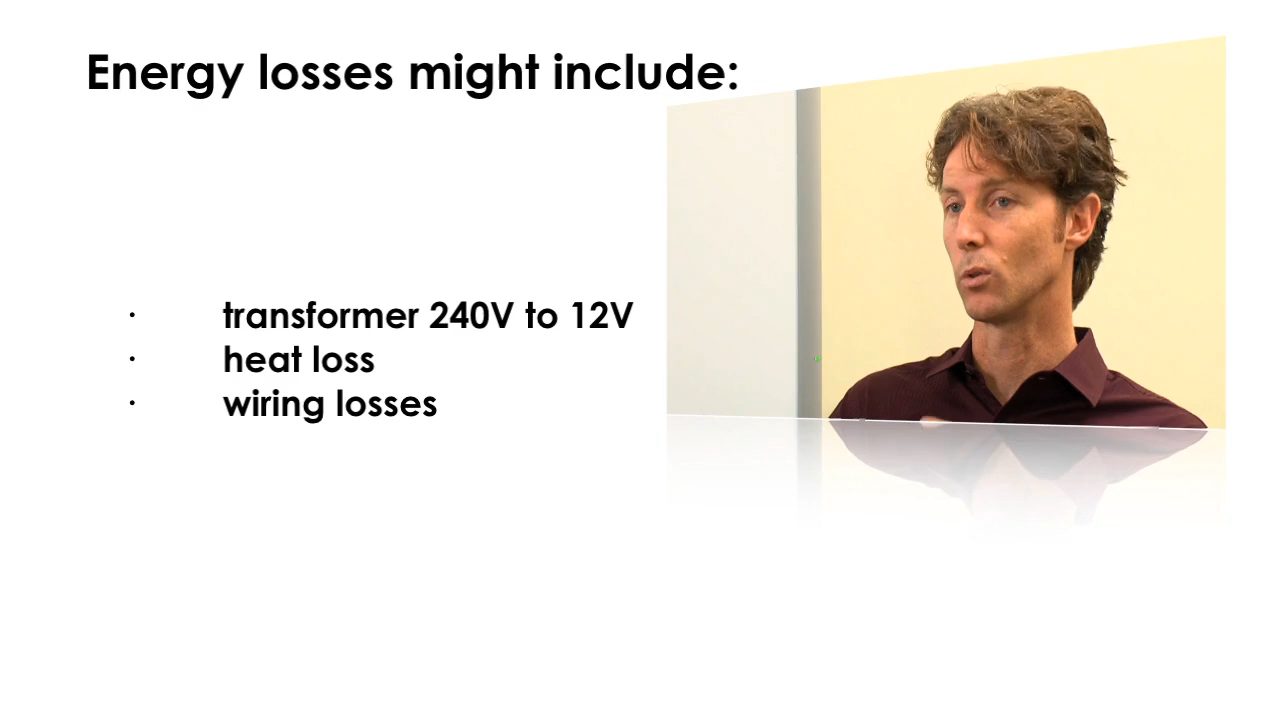 Energy losses might include:
· transformer 240V to 12V
· heat loss
· wiring losses